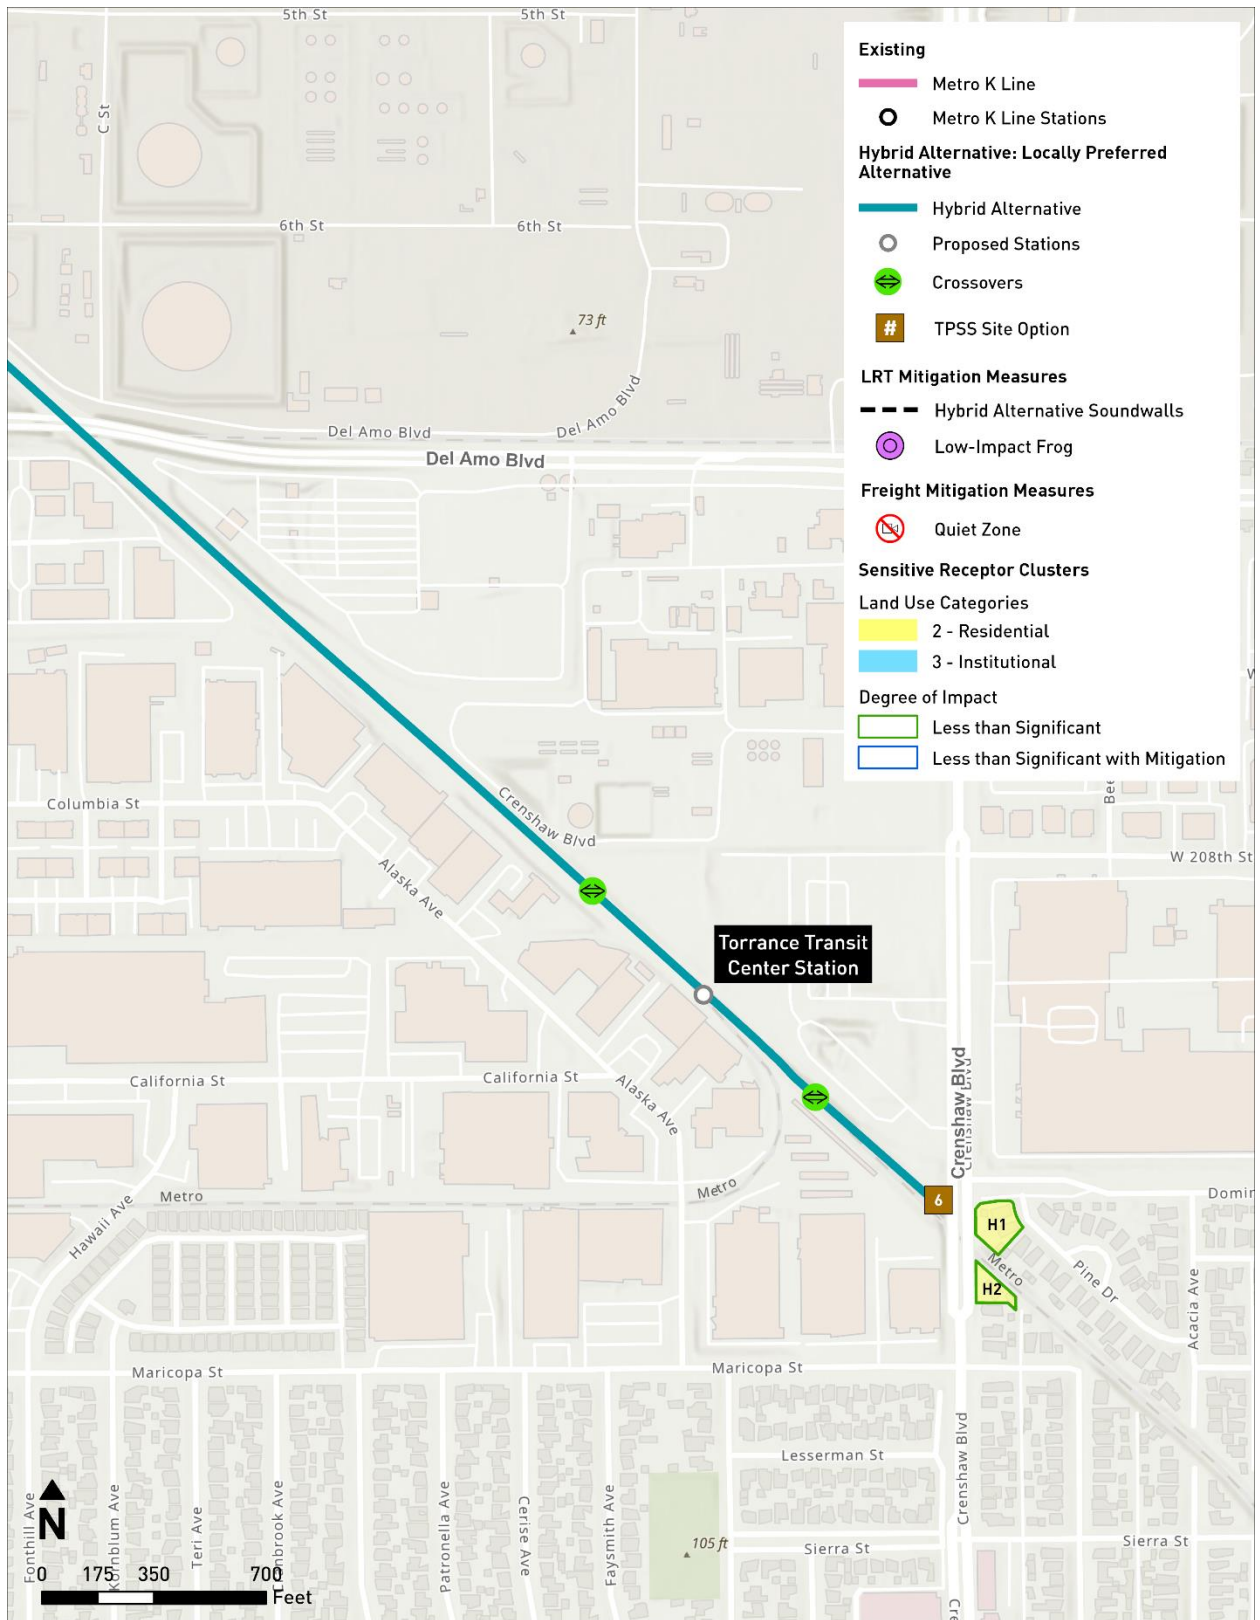 5th St
5th St
C St
6th St
6th St
73 ft
Del Amo Blvd
Del Amo Blvd
Del Amo Blvd
Existing
Metro K Line
Metro K Line Stations
Hybrid Alternative: Locally Preferred
Alternative
Hybrid Alternative
Proposed Stations
Crossovers
#
TPSS Site Option
LRT Mitigation Measures
Hybrid Alternative Soundwalls
Low-Impact Frog
Freight Mitigation Measures
Quiet Zone
Sensitive Receptor Clusters
Land Use Categories
2 - Residential
3 - Institutional
Degree of Impact
Less than Significant
Less than Significant with Mitigation
Columbia St
Crenshaw Blvd
Alaska Ave
W 208th St
Torrance Transit
Center Station
California St
California St
Alaska Ave
Crenshaw Blvd
Crenshaw Blvd
Metro
Metro
Hawaii Ave
6
H1
H2
Metro
Pine Dr
Acacia Ave
Maricopa St
Maricopa St
Lesserman St
Crenshaw Blvd
Sierra St
Sierra St
105 ft
Fonthill Ave
Kornblum Ave
Teri Ave
Patronella Ave
Cerise Ave
Faysmith Ave
N
0 175 350 700
Feet